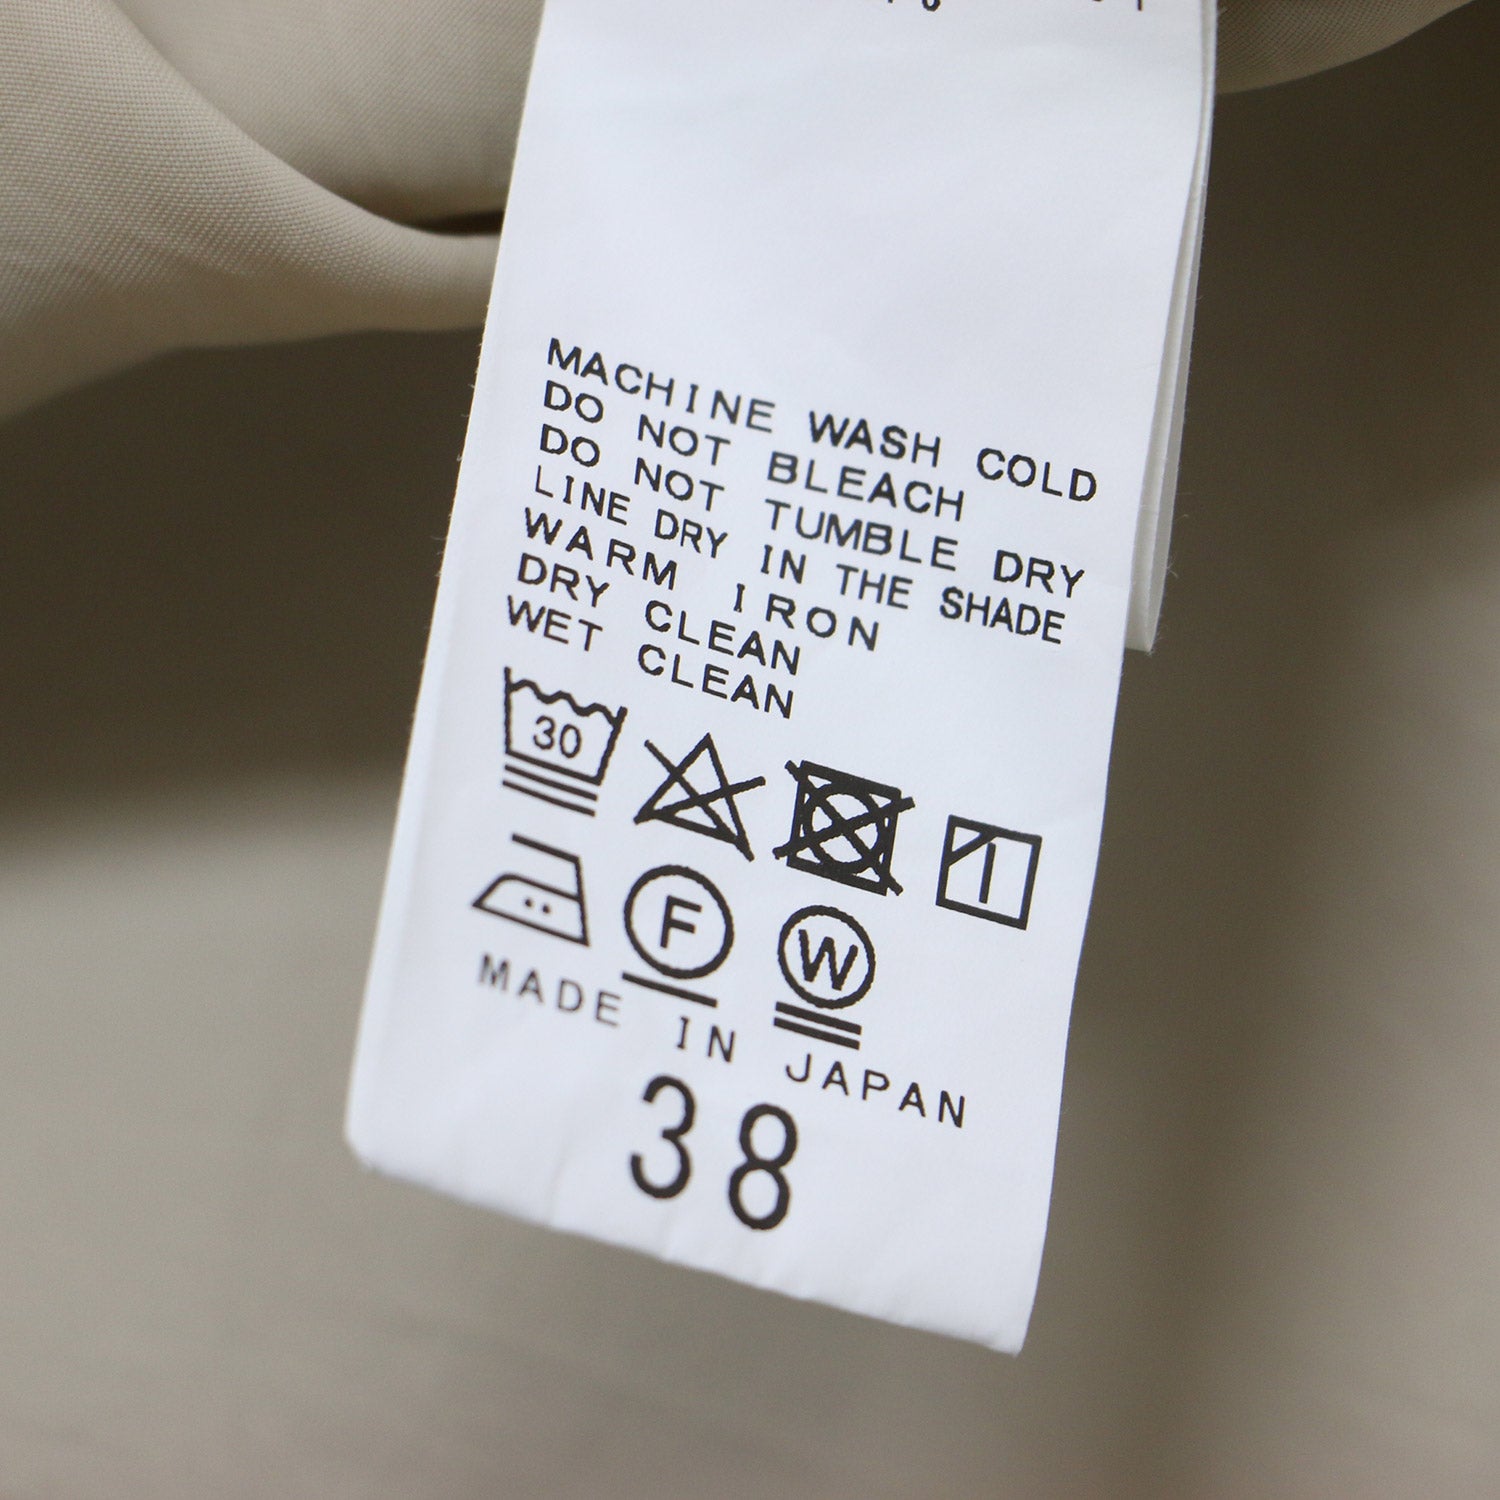 MACHINE WASH COLD
DO NOT BLEACH
DO NOT TUMBLE DRY
LINE DRY IN THE SHADE
WARM IRON
DRY CLEAN
WET CLEAN
30
F W
MADE IN JAPAN
38